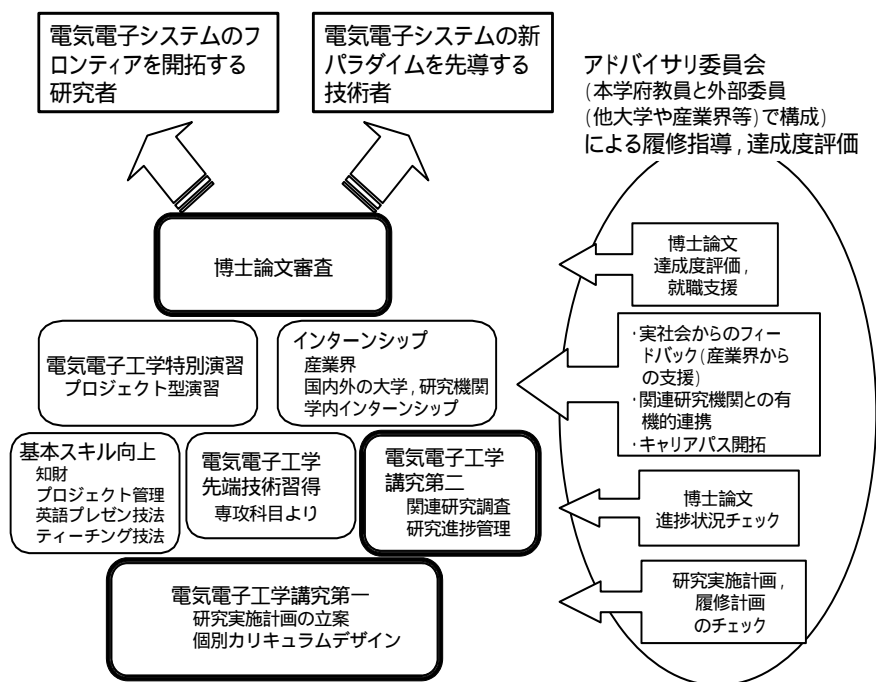 電気電子システムのフ
ロンティアを開拓する
研究者
電気電子システムの新
パラダイムを先導する
技術者
アドバイサリ委員会
(本学府教員と外部委員
(他大学や産業界等)で構成)
による履修指導,達成度評価
博士論文審査
博士論文
達成度評価,
就職支援
電気電子工学特別演習
プロジェクト型演習
インターンシップ
産業界
国内外の大学,研究機関
学内インターンシップ
・実社会からのフィー
ドバック(産業界から
の支援)
・関連研究機関との有
機的連携
・キャリアパス開拓
基本スキル向上
知財
プロジェクト管理
英語プレゼン技法
ティーチング技法
電気電子工学
先端技術習得
専攻科目より
電気電子工学
講究第二
関連研究調査
研究進捗管理
博士論文
進捗状況チェック
電気電子工学講究第一
研究実施計画の立案
個別カリキュラムデザイン
研究実施計画,
履修計画
のチェック